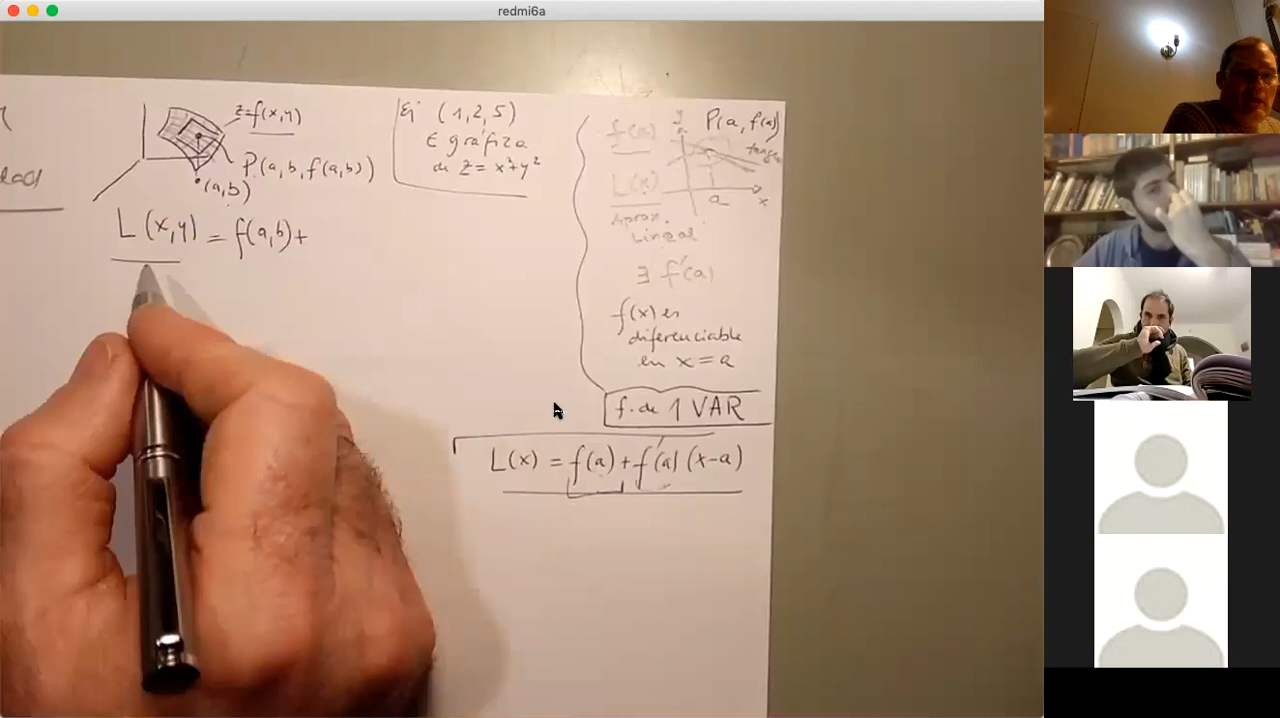 redmi6a
z=f(x,y)
P(a,b,f(a,b))
(a,b)
L(x,y) = f(a,b)+
Ej (1,2,5)
∈ gráfica
de z = x²+y²
f(x)
P(a, f(a))
L(x)
a
x
Aprox.
Lineal
∃ f'(a)
f(x) es
diferenciable
en x = a
f. de 1 VAR
L(x) = f(a) + f'(a) (x-a)